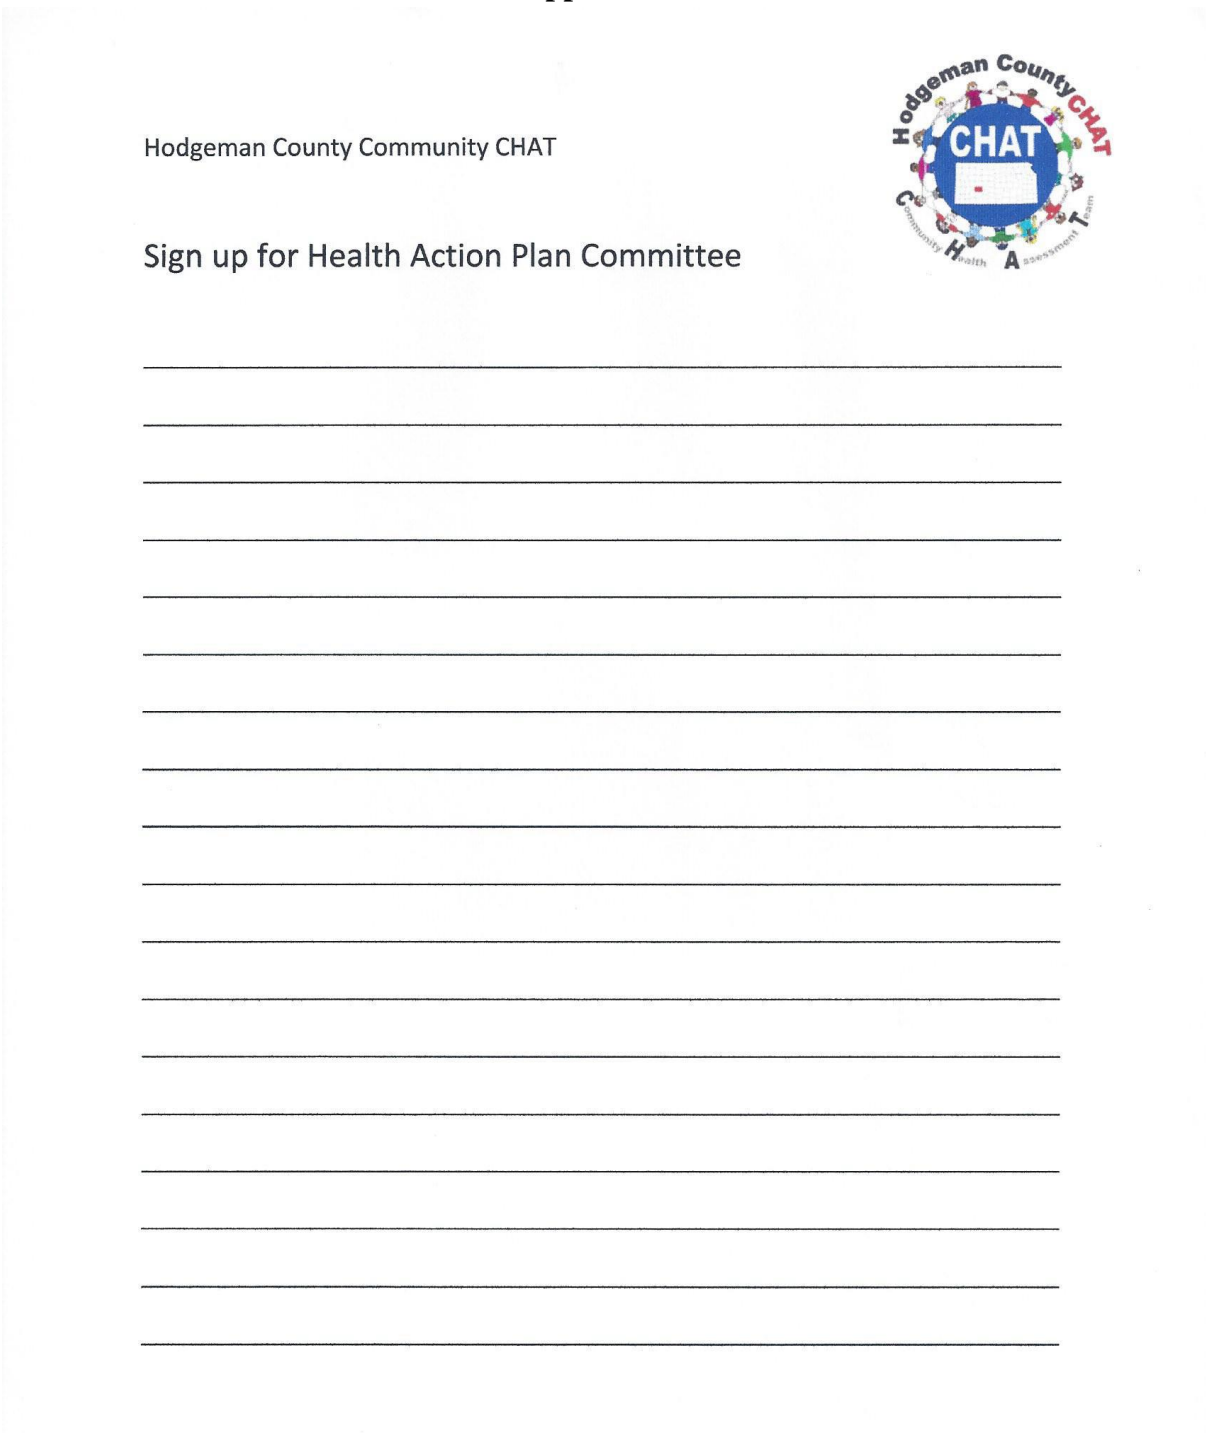 Hodgeman County CHAT
CHAT
Community Health Assessment Team
Hodgeman County Community CHAT
Sign up for Health Action Plan Committee